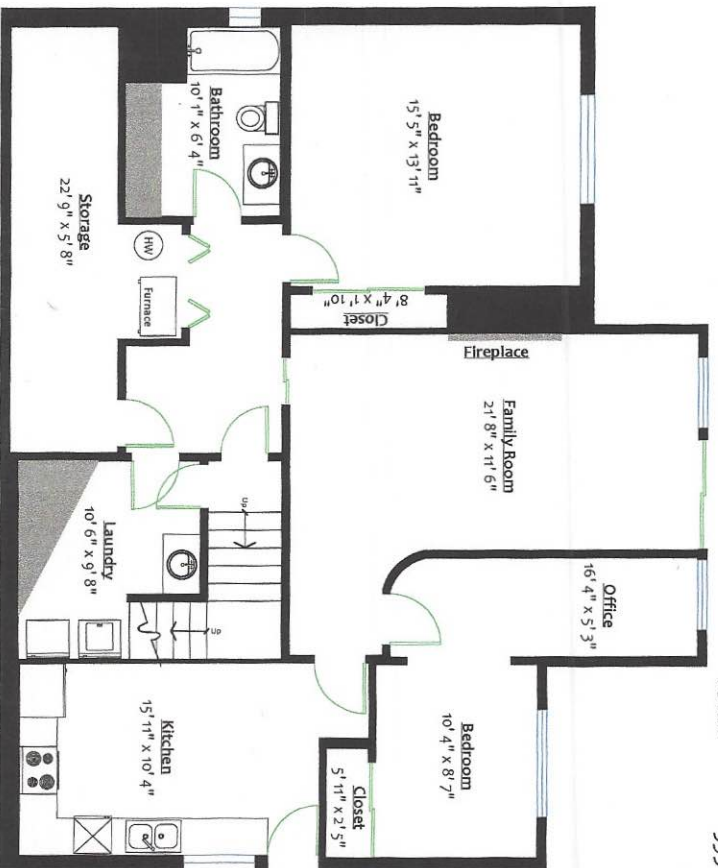 Bathroom
10' 1" x 6' 4"
Bedroom
15' 5" x 13' 11"
Storage
22' 9" x 5' 8"
HW
Furnace
Closet
8' 4" x 1' 10"
Fireplace
Family Room
21' 8" x 11' 6"
Up
Laundry
10' 6" x 9' 8"
Up
Office
16' 4" x 5' 3"
Kitchen
15' 11" x 10' 4"
Bedroom
10' 4" x 8' 7"
Closet
5' 11" x 2' 5"